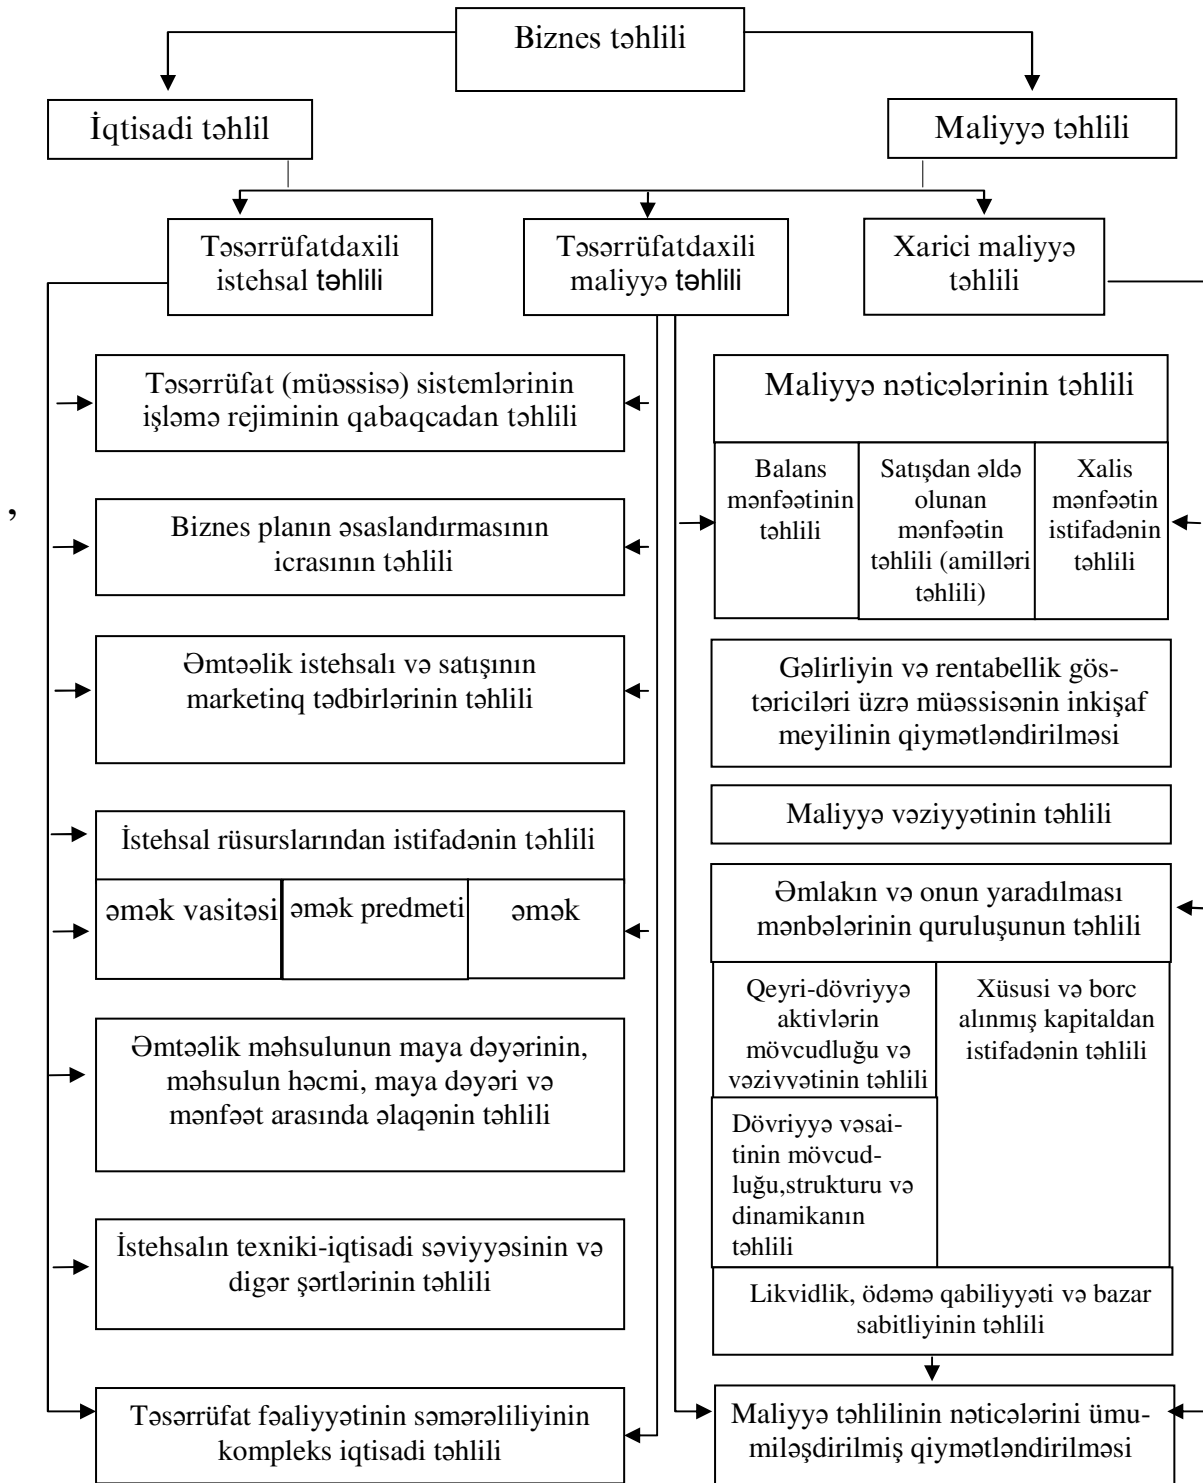 Biznes təhlili
İqtisadi təhlil
Maliyyə təhlili
Təsərrüfatdaxili
istehsal təhlili
Təsərrüfatdaxili
maliyyə təhlili
Xarici maliyyə
təhlili
Təsərrüfat (müəssisə) sistemlərinin
işləmə rejiminin qabaqcadan təhlili
,
Biznes planın əsaslandırmasının
icrasının təhlili
Əmtəəlik istehsalı və satışının
marketinq tədbirlərinin təhlili
İstehsal rüsurslarından istifadənin təhlili
əmək vasitəsi
əmək predmeti
əmək
Əmtəəlik məhsulunun maya dəyərinin,
məhsulun həcmi, maya dəyəri və
mənfəət arasında əlaqənin təhlili
İstehsalın texniki-iqtisadi səviyyəsinin və
digər şərtlərinin təhlili
Təsərrüfat fəaliyyətinin səmərəliliyinin
kompleks iqtisadi təhlili
Maliyyə nəticələrinin təhlili
Balans
mənfəətinin
təhlili
Satışdan əldə
olunan
mənfəətin
təhlili (amilləri
təhlili)
Xalis
mənfəətin
istifadənin
təhlili
Gəlirliyin və rentabellik gös-
təriciləri üzrə müəssisənin inkişaf
meyilinin qiymətləndirilməsi
Maliyyə vəziyyətinin təhlili
Əmlakın və onun yaradılması
mənbələrinin quruluşunun təhlili
Qeyri-dövriyyə
aktivlərin
mövcudluğu və
vəziyyətinin təhlili
Xüsusi və borc
alınmış kapitaldan
istifadənin təhlili
Dövriyyə vəsai-
tinin mövcud-
luğu,strukturu və
dinamikanın
təhlili
Likvidlik, ödəmə qabiliyyəti və bazar
sabitliyinin təhlili
Maliyyə təhlilinin nəticələrini ümu-
miləşdirilmiş qiymətləndirilməsi